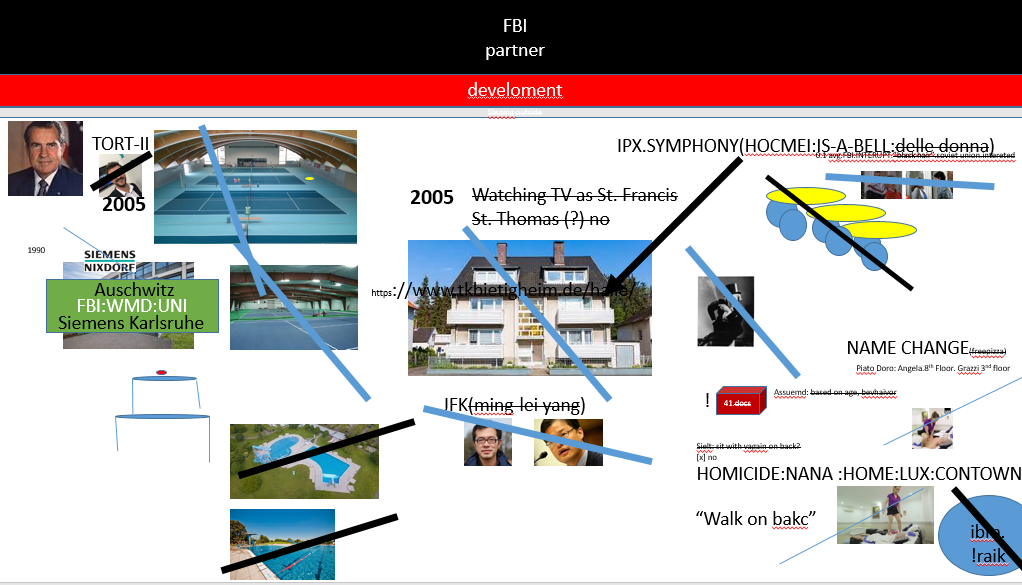 FBI
partner
develoment
TORT-II
2005
1990
SIEMENS
NIXDORF
Auschwitz
FBI:WMD:UNI
Siemens Karlsruhe
2005
Watching TV as St. Francis
St. Thomas (?) no
https://www.tkbietigheim.de/halle/
JFK(ming lei yang)
IPX.SYMPHONY(HOCMEI:IS-A-BELL:delle donna)
0.1 avg.FBI:INTERUPT:"black hair":soviet union.infereted
NAME CHANGE(freepizza)
Piato Doro: Angela.8th Floor. Grazzi 3rd floor
!
41.docs
Assuemd: based on age, bevhaivor
Sielt: sit with vagain on back?
[x] no
HOMICIDE:NANA :HOME:LUX:CONTOWN
"Walk on bakc"
ibm.
!raik